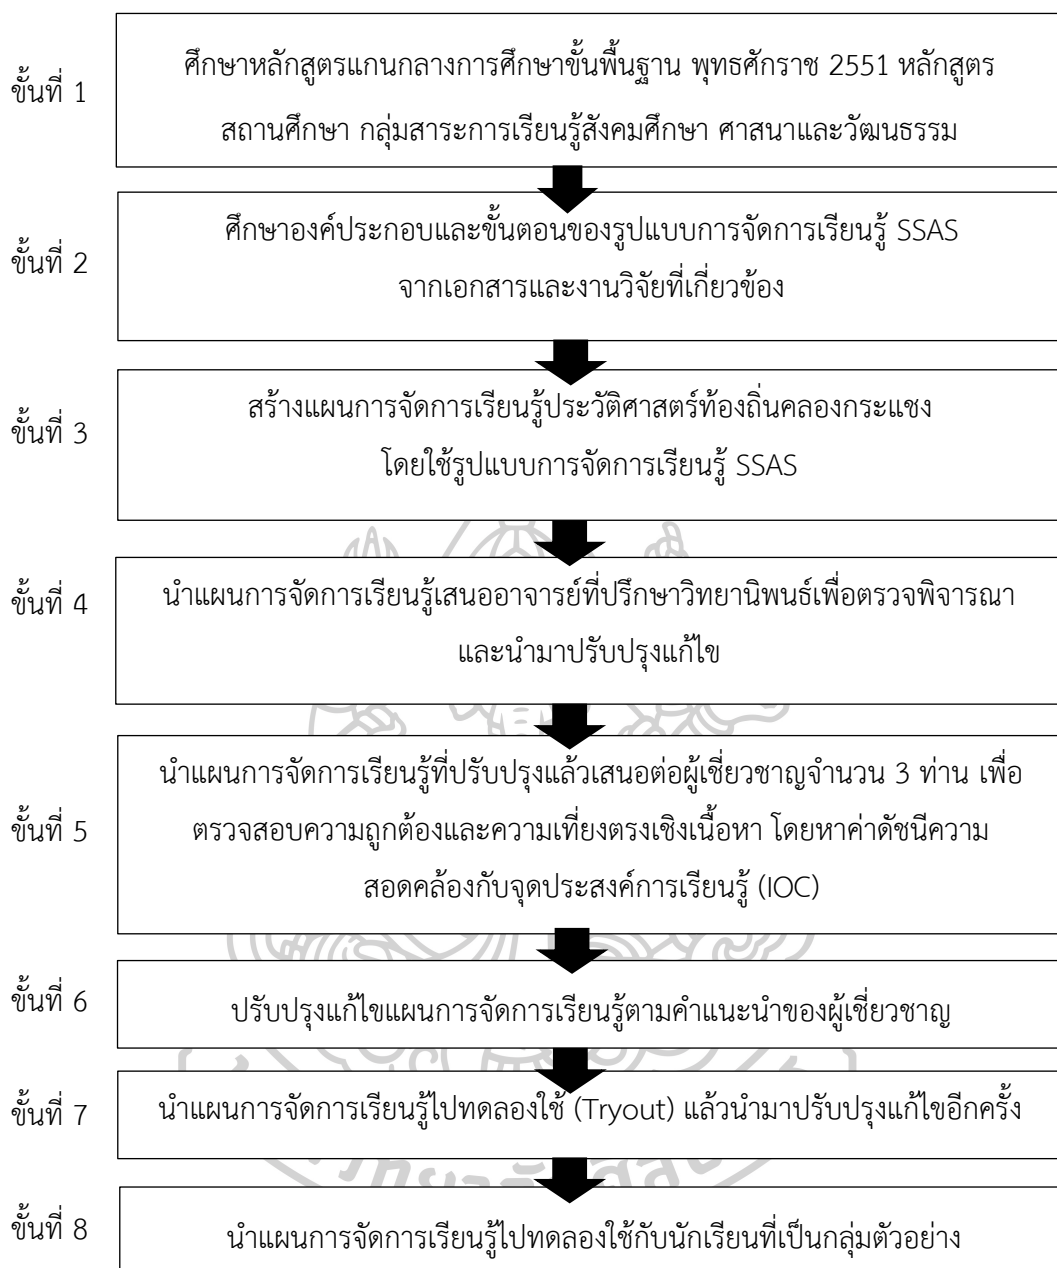 ขั้นที่ 1
ศึกษาหลักสูตรแกนกลางการศึกษาขั้นพื้นฐาน พุทธศักราช 2551 หลักสูตร
สถานศึกษา กลุ่มสาระการเรียนรู้สังคมศึกษา ศาสนาและวัฒนธรรม
ขั้นที่ 2
ศึกษาองค์ประกอบและขั้นตอนของรูปแบบการจัดการเรียนรู้ SSAS
จากเอกสารและงานวิจัยที่เกี่ยวข้อง
ขั้นที่ 3
สร้างแผนการจัดการเรียนรู้ประวัติศาสตร์ท้องถิ่นคลองกระแชง
โดยใช้รูปแบบการจัดการเรียนรู้ SSAS
ขั้นที่ 4
นำแผนการจัดการเรียนรู้เสนออาจารย์ที่ปรึกษาวิทยานิพนธ์เพื่อตรวจพิจารณา
และนำมาปรับปรุงแก้ไข
ขั้นที่ 5
นำแผนการจัดการเรียนรู้ที่ปรับปรุงแล้วเสนอต่อผู้เชี่ยวชาญจำนวน 3 ท่าน เพื่อ
ตรวจสอบความถูกต้องและความเที่ยงตรงเชิงเนื้อหา โดยหาค่าดัชนีความ
สอดคล้องกับจุดประสงค์การเรียนรู้ (IOC)
ขั้นที่ 6
ปรับปรุงแก้ไขแผนการจัดการเรียนรู้ตามคำแนะนำของผู้เชี่ยวชาญ
ขั้นที่ 7
นำแผนการจัดการเรียนรู้ไปทดลองใช้ (Tryout) แล้วนำมาปรับปรุงแก้ไขอีกครั้ง
ขั้นที่ 8
นำแผนการจัดการเรียนรู้ไปทดลองใช้กับนักเรียนที่เป็นกลุ่มตัวอย่าง